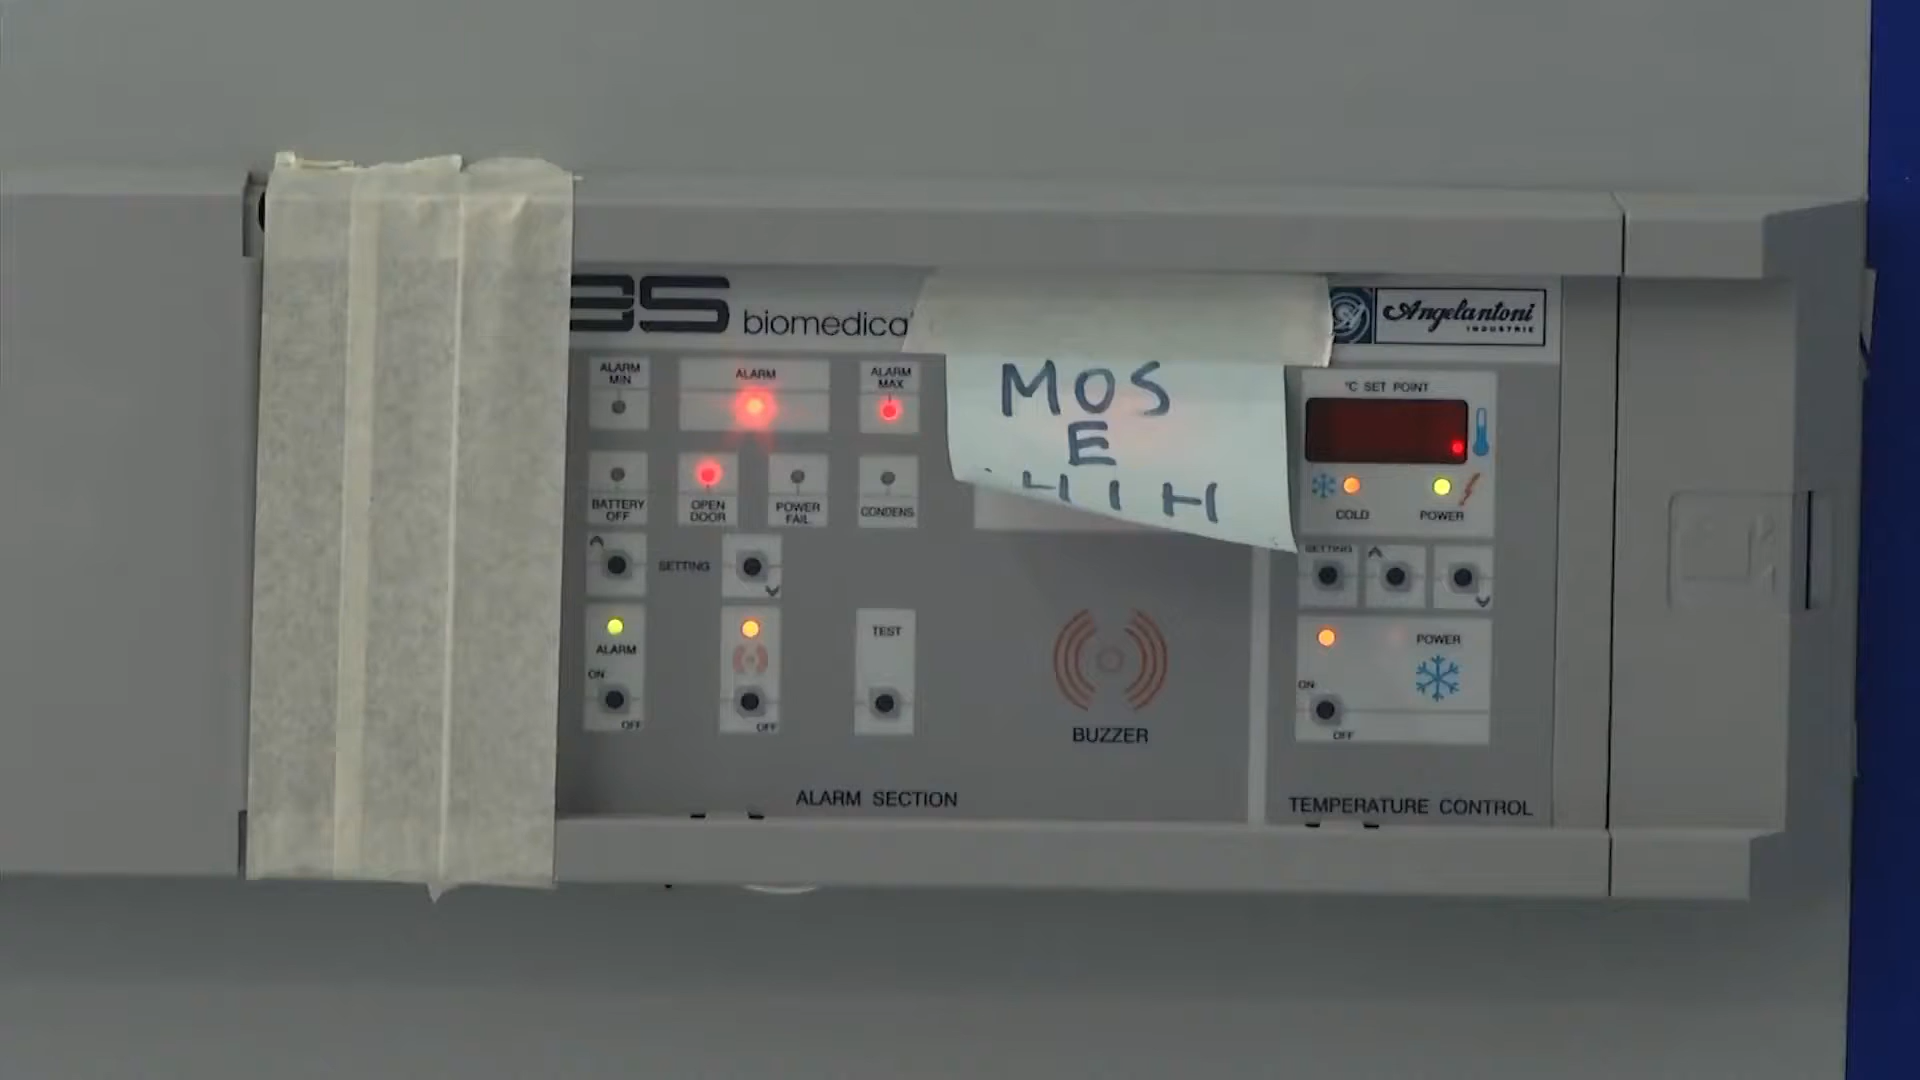 biomedica
Angelantoni
INDUSTRIE
ALARM
MIN
ALARM
ALARM
MAX
MOS
E
°C SET POINT
BATTERY
OFF
OPEN
DOOR
POWER
FAIL
CONDENS
COLD
POWER
SETTING
SETTING
ALARM
ON
OFF
OFF
TEST
BUZZER
POWER
ON
OFF
ALARM SECTION
TEMPERATURE CONTROL